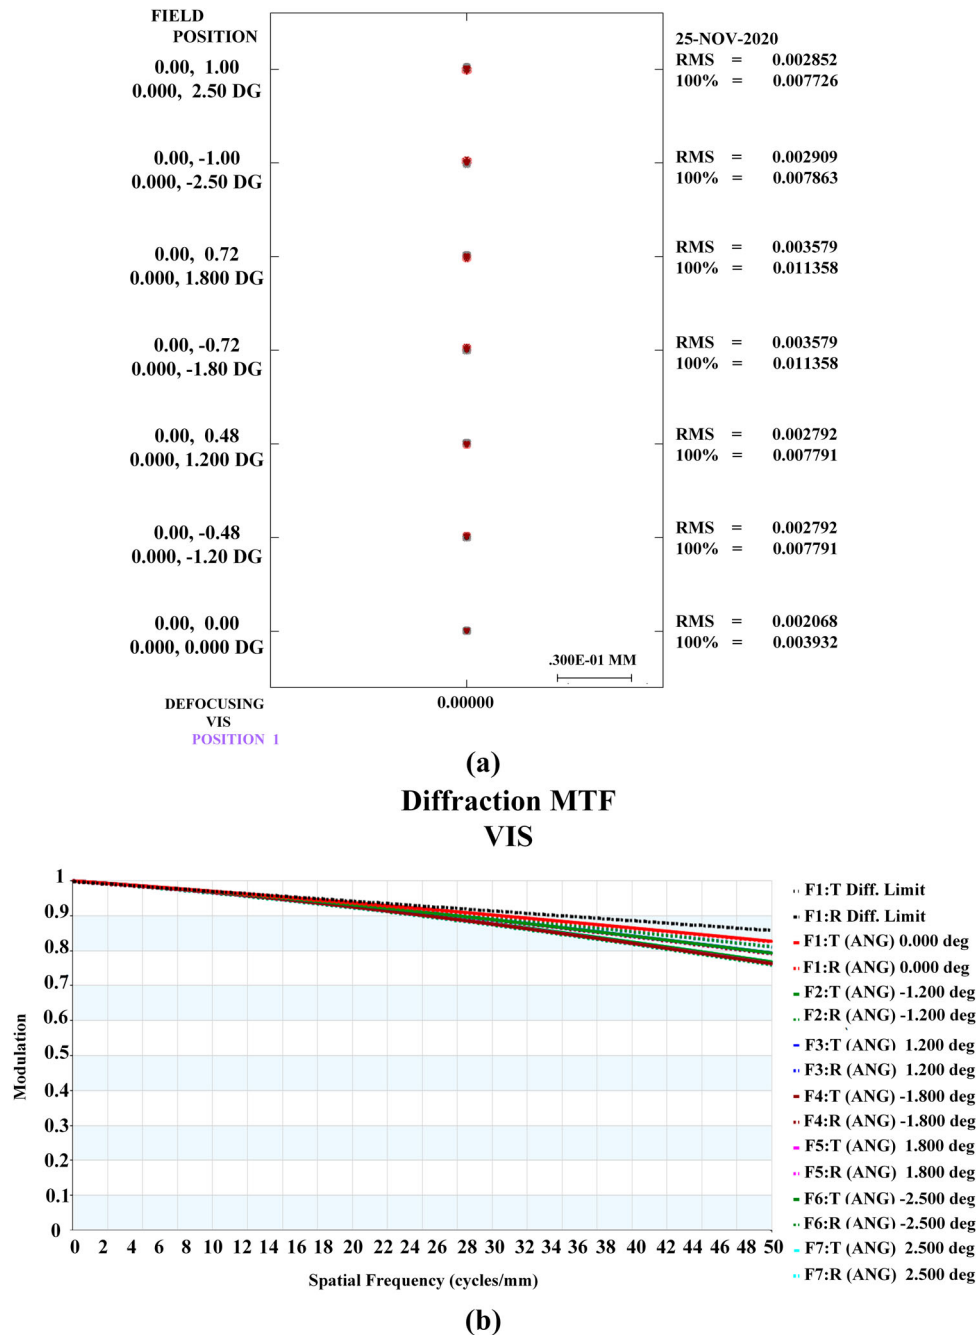 FIELD
POSITION
25-NOV-2020
0.00, 1.00
0.000, 2.50 DG
RMS = 0.002852
100% = 0.007726
0.00, -1.00
0.000, -2.50 DG
RMS = 0.002909
100% = 0.007863
0.00, 0.72
0.000, 1.800 DG
RMS = 0.003579
100% = 0.011358
0.00, -0.72
0.000, -1.80 DG
RMS = 0.003579
100% = 0.011358
0.00, 0.48
0.000, 1.200 DG
RMS = 0.002792
100% = 0.007791
0.00, -0.48
0.000, -1.20 DG
RMS = 0.002792
100% = 0.007791
0.00, 0.00
0.000, 0.000 DG
RMS = 0.002068
100% = 0.003932
.300E-01 MM
DEFOCUSING
0.00000
VIS
POSITION 1
(a)
Diffraction MTF
VIS
Modulation
1
0.9
0.8
0.7
0.6
0.5
0.4
0.3
0.2
0.1
0
0 2 4 6 8 10 12 14 16 18 20 22 24 26 28 30 32 34 36 38 40 42 44 46 48 50
Spatial Frequency (cycles/mm)
F1:T Diff. Limit
F1:R Diff. Limit
F1:T (ANG) 0.000 deg
F1:R (ANG) 0.000 deg
F2:T (ANG) -1.200 deg
F2:R (ANG) -1.200 deg
F3:T (ANG) 1.200 deg
F3:R (ANG) 1.200 deg
F4:T (ANG) -1.800 deg
F4:R (ANG) -1.800 deg
F5:T (ANG) 1.800 deg
F5:R (ANG) 1.800 deg
F6:T (ANG) -2.500 deg
F6:R (ANG) -2.500 deg
F7:T (ANG) 2.500 deg
F7:R (ANG) 2.500 deg
(b)